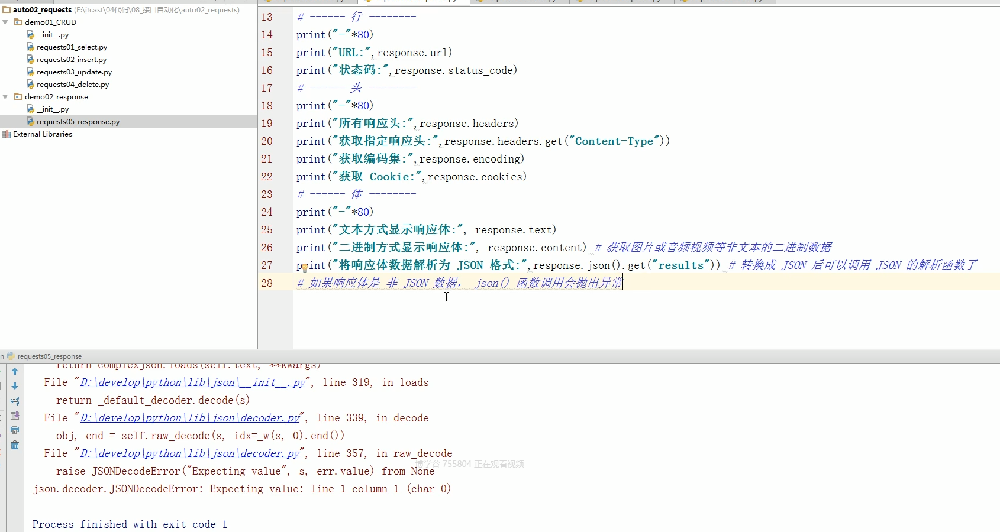 auto02_requests (E:\itcast\04代码\08_接口自动化\auto02_requests)
demo01_CRUD
__init__.py
requests01_select.py
requests02_insert.py
requests03_update.py
requests04_delete.py
demo02_response
__init__.py
requests05_response.py
External Libraries
13 # ------ 行 --------
14 print("-"*80)
15 print("URL:",response.url)
16 print("状态码:",response.status_code)
17 # ------ 头 --------
18 print("-"*80)
19 print("所有响应头:",response.headers)
20 print("获取指定响应头:",response.headers.get("Content-Type"))
21 print("获取编码集:",response.encoding)
22 print("获取 Cookie:",response.cookies)
23 # ------ 体 --------
24 print("-"*80)
25 print("文本方式显示响应体:", response.text)
26 print("二进制方式显示响应体:", response.content) # 获取图片或音频视频等非文本的二进制数据
27 print("将响应体数据解析为 JSON 格式:",response.json().get("results")) # 转换成 JSON 后可以调用 JSON 的解析函数了
28 # 如果响应体是 非 JSON 数据， json() 函数调用会抛出异常
requests05_response
return complexjson.loads(self.text, **kwargs)
File "D:\develop\python\lib\json\__init__.py", line 319, in loads
return _default_decoder.decode(s)
File "D:\develop\python\lib\json\decoder.py", line 339, in decode
obj, end = self.raw_decode(s, idx=_w(s, 0).end())
File "D:\develop\python\lib\json\decoder.py", line 357, in raw_decode
博学谷 755804 正在观看视频
raise JSONDecodeError("Expecting value", s, err.value) from None
json.decoder.JSONDecodeError: Expecting value: line 1 column 1 (char 0)
Process finished with exit code 1